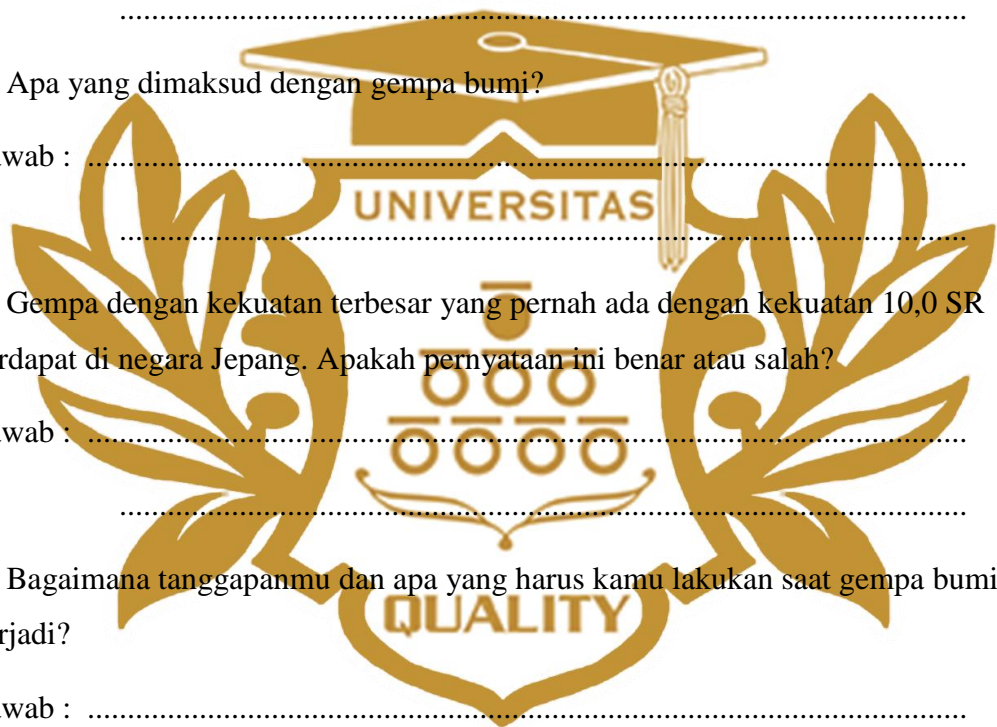 ................................................................................................
Apa yang dimaksud dengan gempa bumi?
wab : ................................................................................................
UNIVERSITAS
................................................................................................
Gempa dengan kekuatan terbesar yang pernah ada dengan kekuatan 10,0 SR
rdapat di negara Jepang. Apakah pernyataan ini benar atau salah?
wab : ................................................................................................
................................................................................................
Bagaimana tanggapanmu dan apa yang harus kamu lakukan saat gempa bumi
QUALITY
rjadi?
wab : ................................................................................................